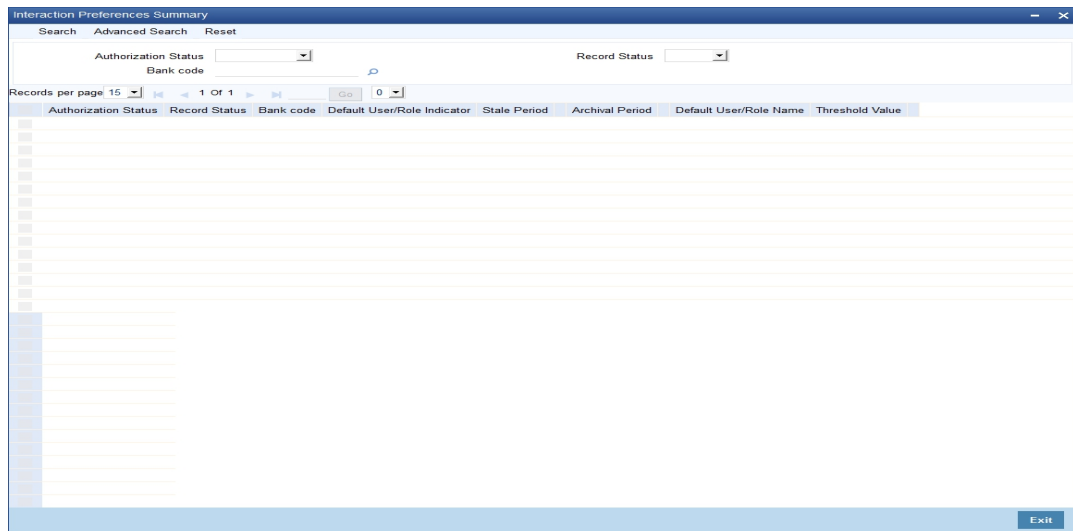 Interaction Preferences Summary
Search Advanced Search Reset
Authorization Status Record Status
Bank code
Records per page 15 1 Of 1 Go 0
Authorization Status Record Status Bank code Default User/Role Indicator Stale Period Archival Period Default User/Role Name Threshold Value
Exit